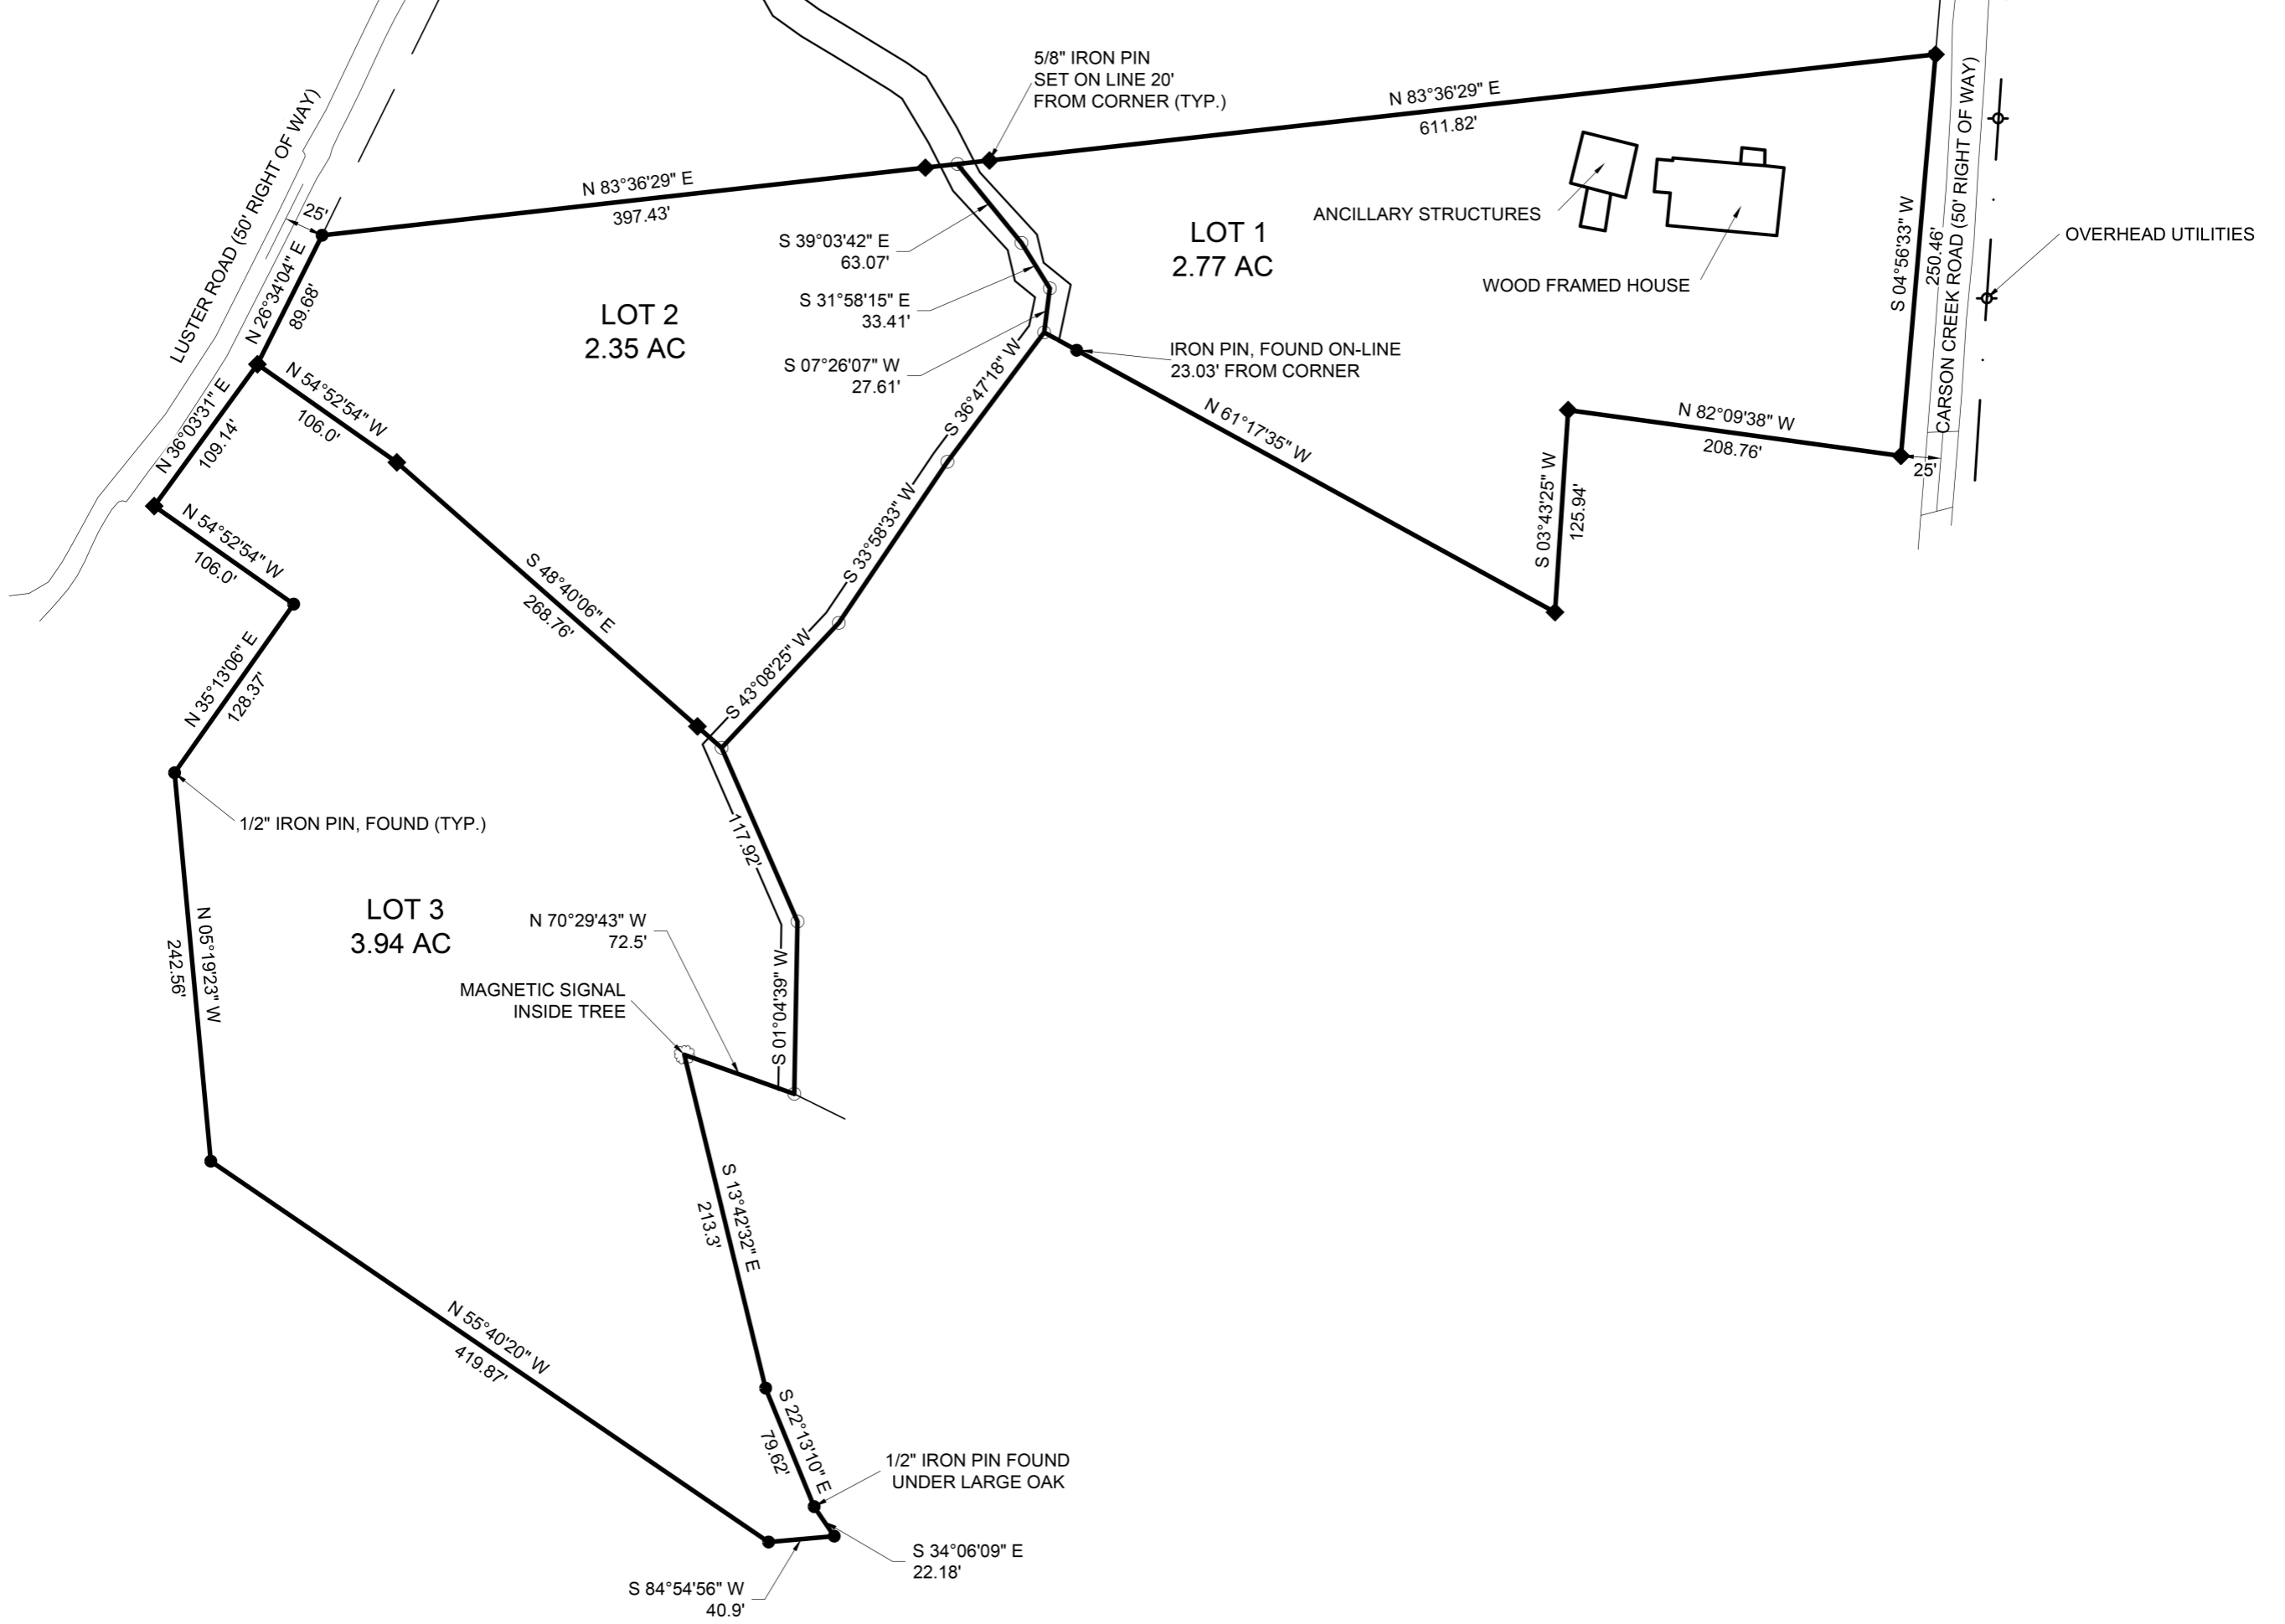 5/8" IRON PIN
SET ON LINE 20'
FROM CORNER (TYP.)
N 83°36'29" E
611.82'
LUSTER ROAD (50' RIGHT OF WAY)
25'
N 83°36'29" E
397.43'
CARSON CREEK ROAD (50' RIGHT OF WAY)
S 39°03'42" E
63.07'
LOT 1
2.77 AC
ANCILLARY STRUCTURES
WOOD FRAMED HOUSE
S 04°56'33" W
250.46'
OVERHEAD UTILITIES
N 26°34'04" E
89.68'
LOT 2
2.35 AC
S 31°58'15" E
33.41'
S 07°26'07" W
27.61'
IRON PIN, FOUND ON-LINE
23.03' FROM CORNER
S 36°47'18" W
N 61°17'35" W
N 82°09'38" W
208.76'
25'
N 36°03'31" E
109.14'
N 54°52'54" W
106.0'
S 03°43'25" W
125.94'
N 54°52'54" W
106.0'
S 48°40'06" E
268.76'
S 33°58'33" W
S 43°08'25" W
N 35°13'06" E
128.37'
1/2" IRON PIN, FOUND (TYP.)
117.92'
LOT 3
3.94 AC
N 70°29'43" W
72.5'
N 05°19'23" W
242.56'
MAGNETIC SIGNAL
INSIDE TREE
S 01°04'39" W
S 13°42'32" E
213.3'
N 55°40'20" W
419.87'
S 22°13'10" E
79.62'
1/2" IRON PIN FOUND
UNDER LARGE OAK
S 34°06'09" E
22.18'
S 84°54'56" W
40.9'